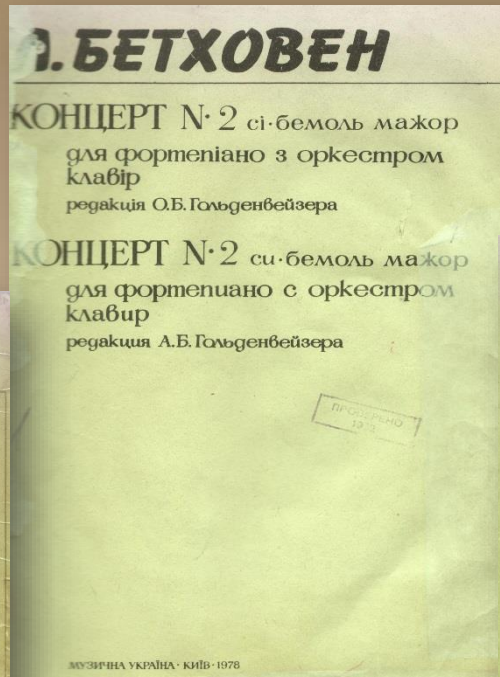 Л. БЕТХОВЕН
КОНЦЕРТ N· 2 сі·бемоль мажор
для фортепіано з оркестром
клавір
редакція О.Б. Гольденвейзера
КОНЦЕРТ N· 2 си·бемоль мажор
для фортепиано с оркестром
клавир
редакция А.Б. Гольденвейзера
ПРОВЕРЕНО
МУЗИЧНА УКРАЇНА · КИЇВ · 1978